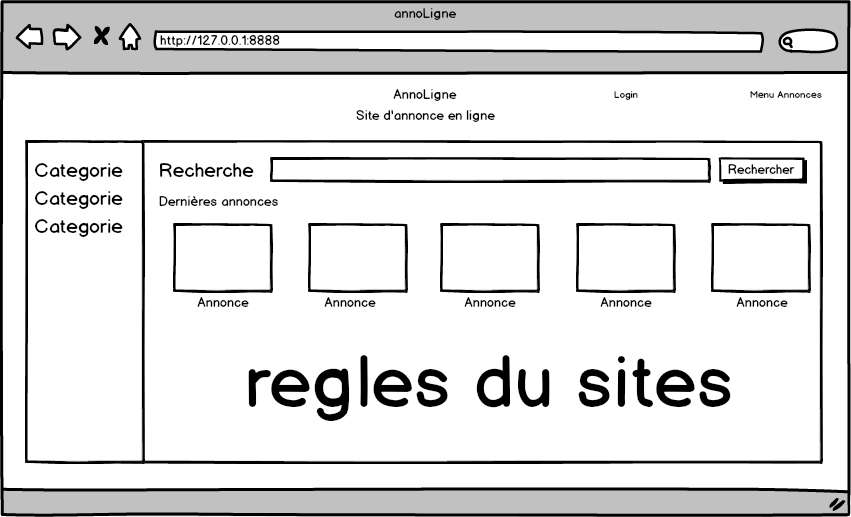 annoLigne
http://127.0.0.1:8888
AnnoLigne
Login
Menu Annonces
Site d'annonce en ligne
Categorie
Categorie
Categorie
Recherche
Rechercher
Dernières annonces
Annonce
Annonce
Annonce
Annonce
Annonce
regles du sites